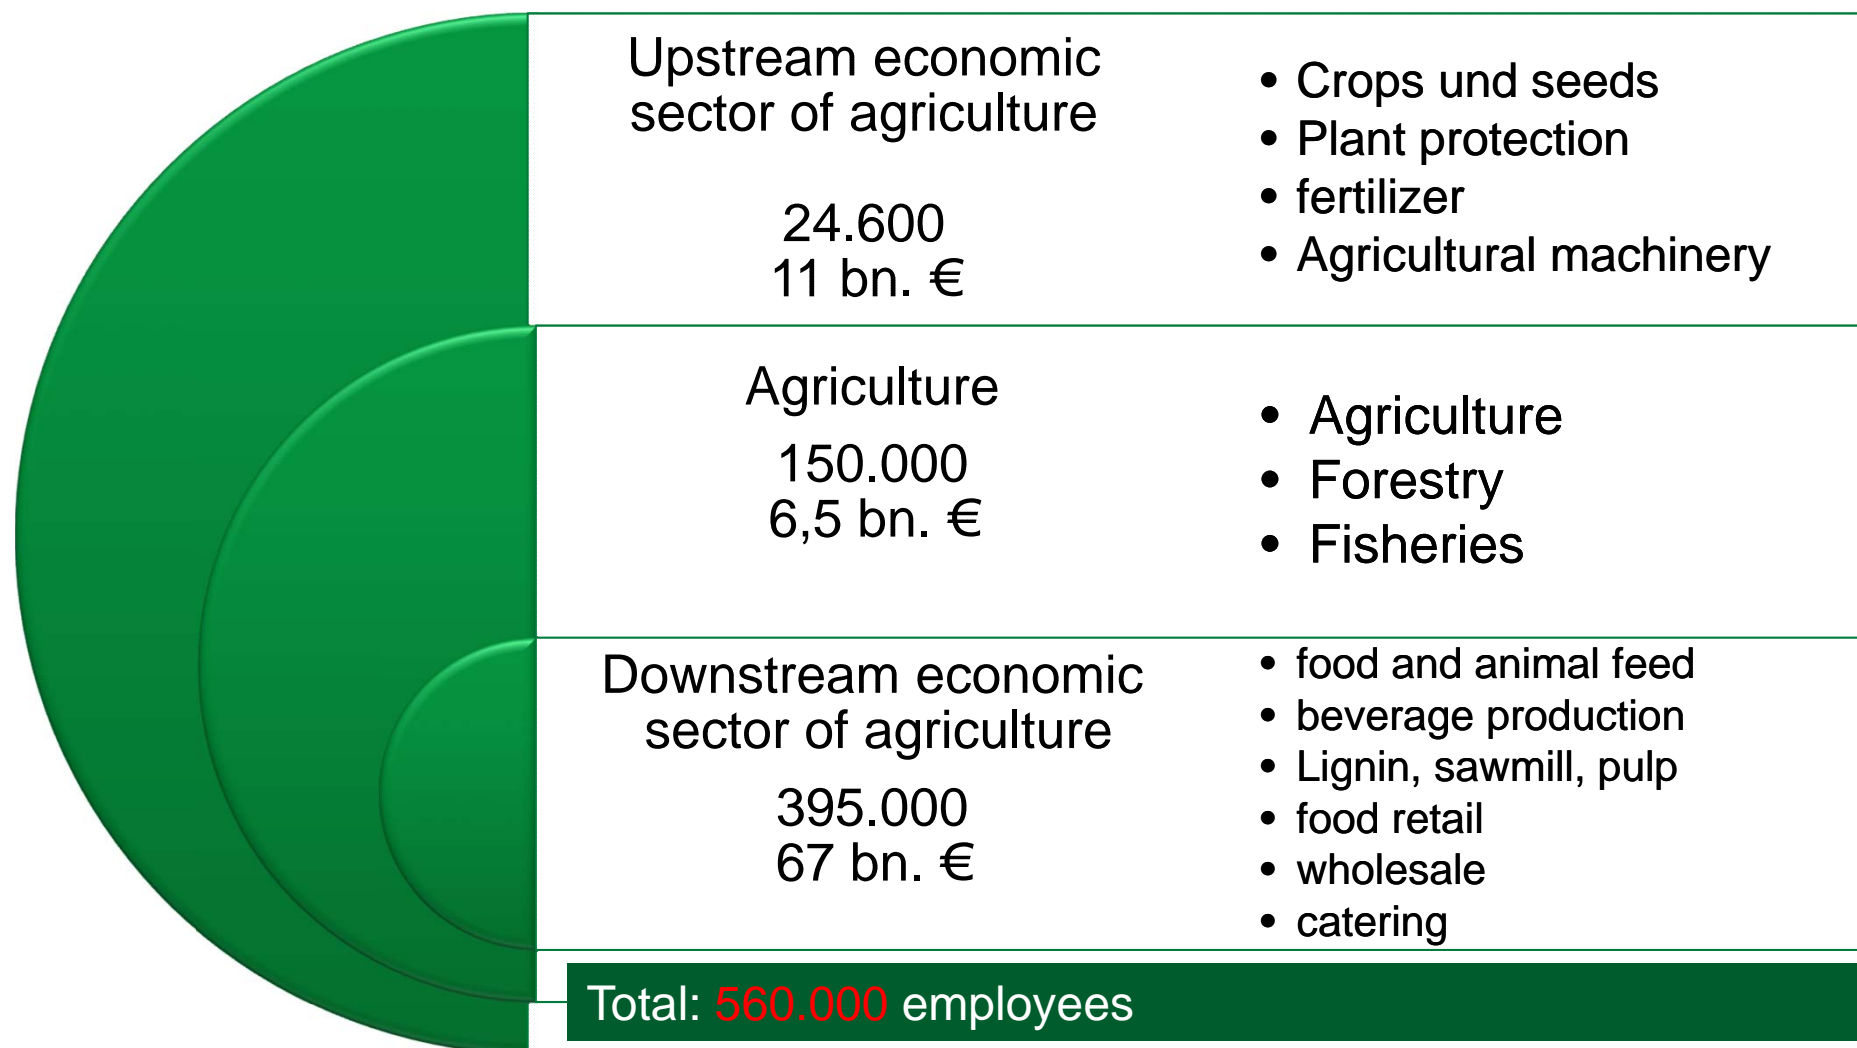 Upstream economic
sector of agriculture
24.600
11 bn. €
• Crops und seeds
• Plant protection
• fertilizer
• Agricultural machinery
Agriculture
150.000
6,5 bn. €
• Agriculture
• Forestry
• Fisheries
Downstream economic
sector of agriculture
395.000
67 bn. €
• food and animal feed
• beverage production
• Lignin, sawmill, pulp
• food retail
• wholesale
• catering
Total: 560.000 employees